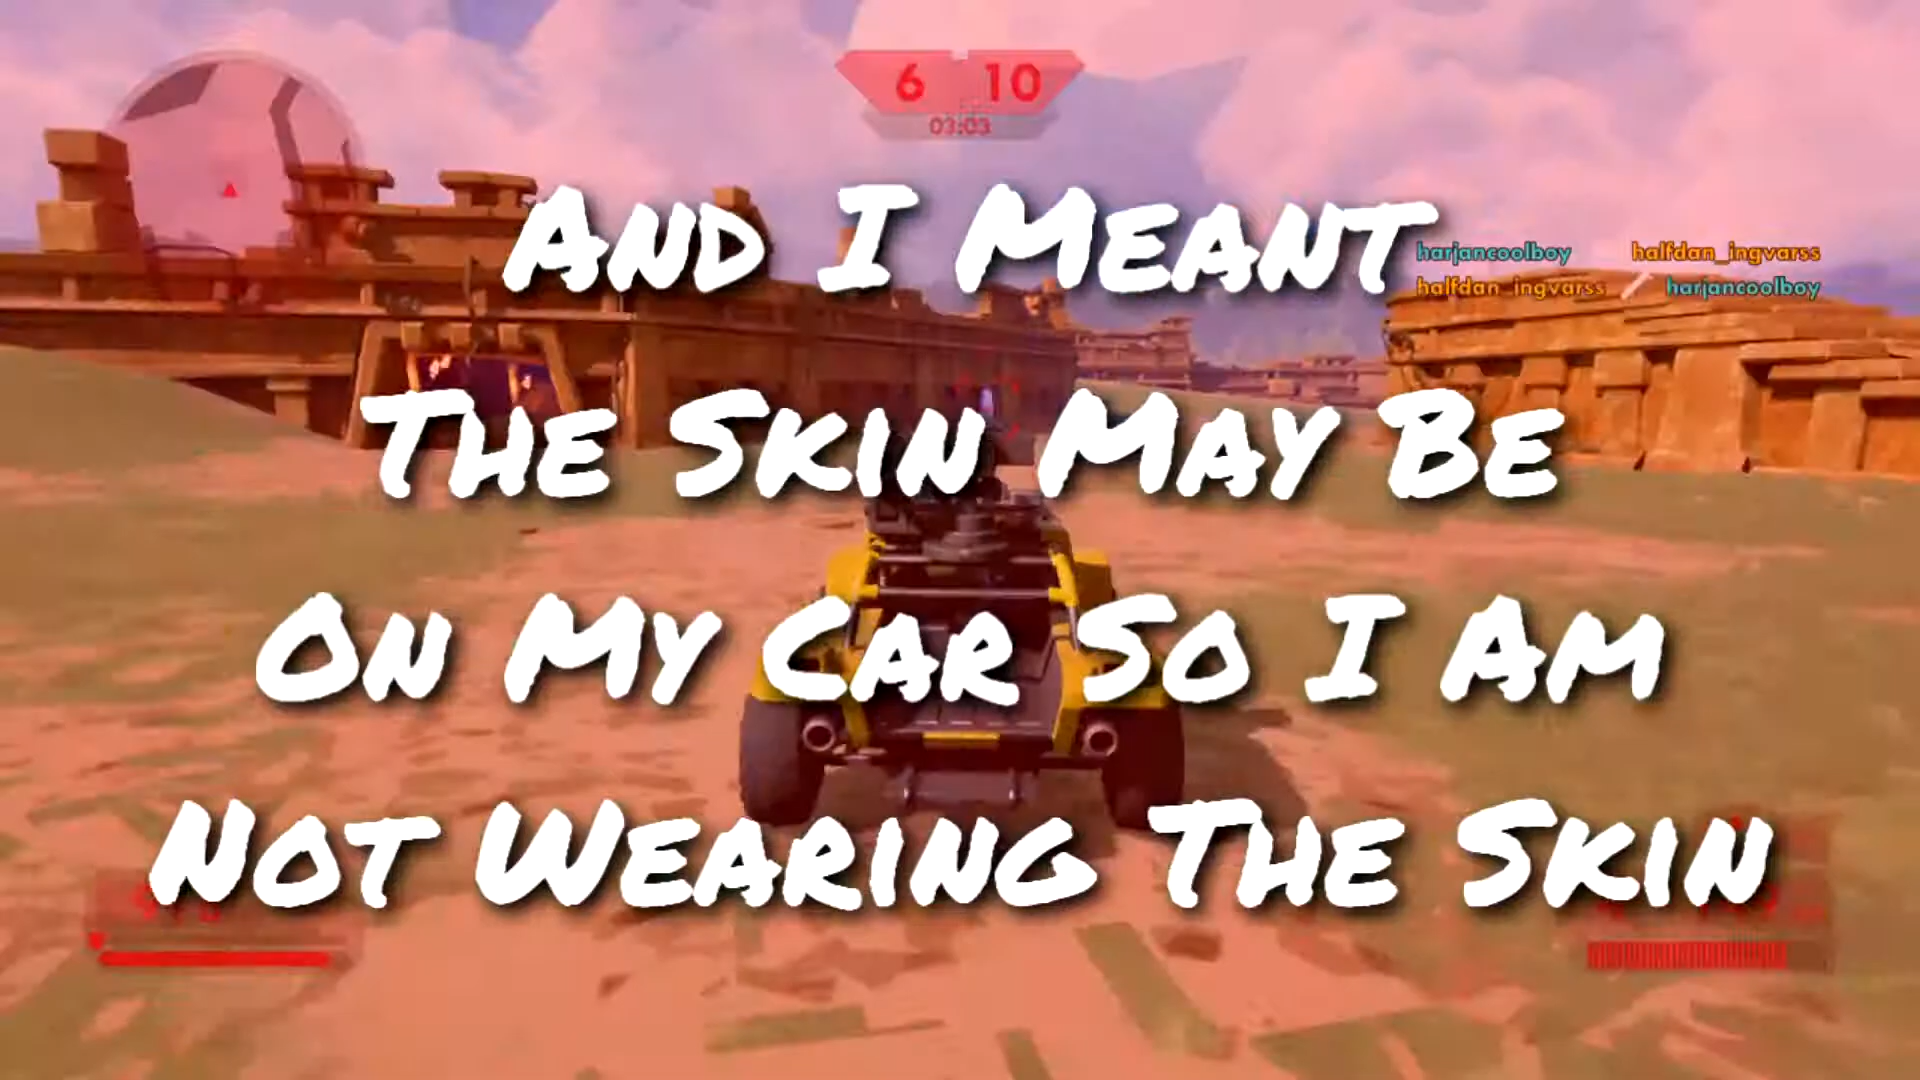 6 10
03:03
And I Meant
harjancoolboy halfdan_ingvarss
halfdan_ingvarss harjancoolboy
The Skin May Be
On My Car So I Am
Not Wearing The Skin